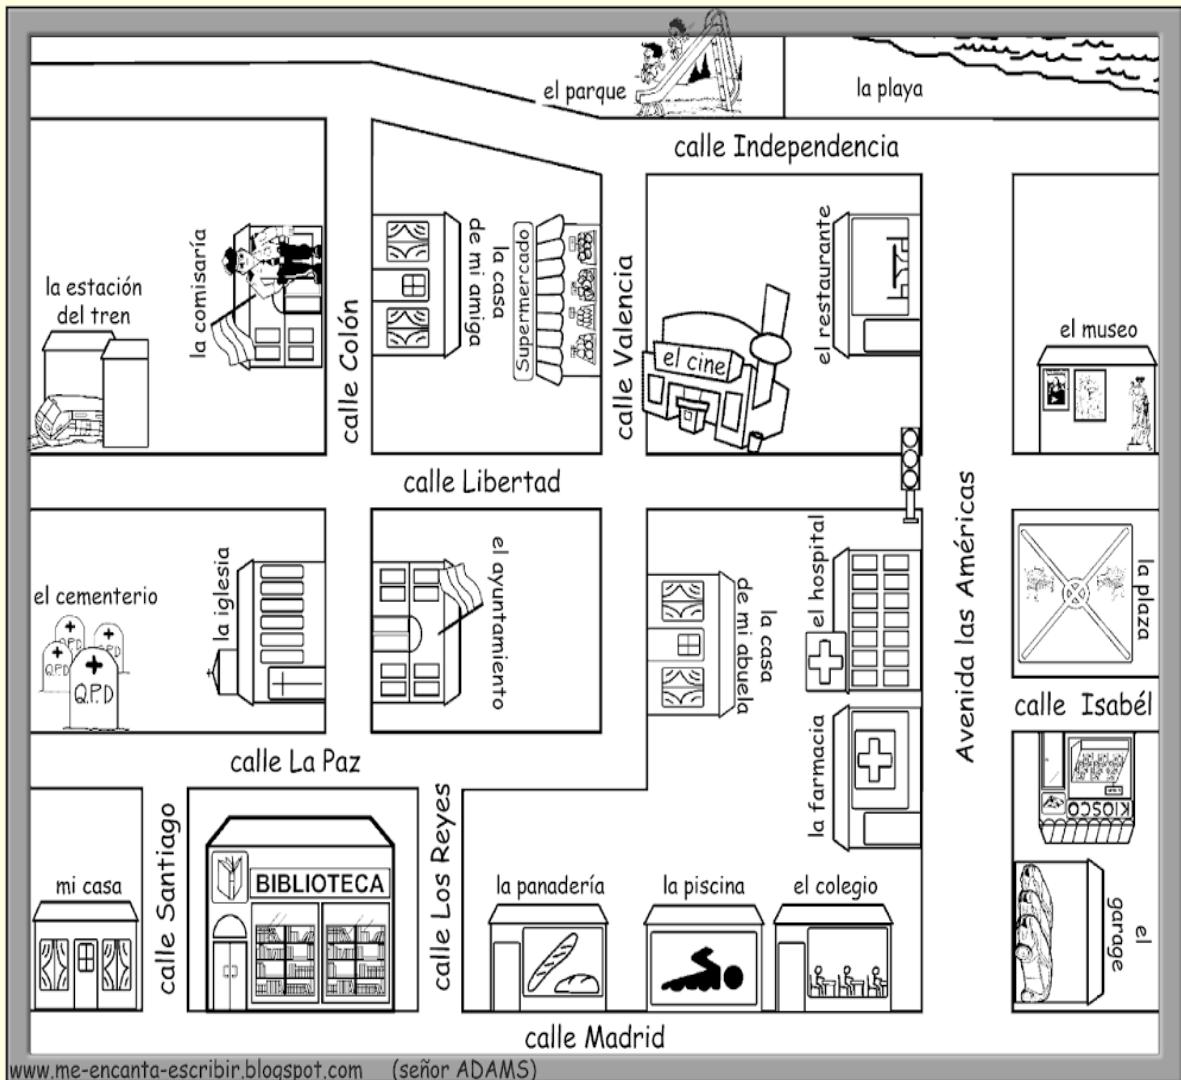 el parque
la playa
calle Independencia
la comisaría
la estación
del tren
calle Colón
la casa
de mi amiga
Supermercado
calle Valencia
el cine
el restaurante
el museo
calle Libertad
el cementerio
Q.P.D
Q.P.D
Q.P.D
Q.P.D
la iglesia
el ayuntamiento
la casa
de mi abuela
el hospital
Avenida las Américas
la plaza
calle Isabél
calle La Paz
la farmacia
KIOSCO
calle Santiago
mi casa
BIBLIOTECA
calle Los Reyes
la panadería
la piscina
el colegio
el
garage
calle Madrid
www.me-encanta-escribir.blogspot.com (señor ADAMS)